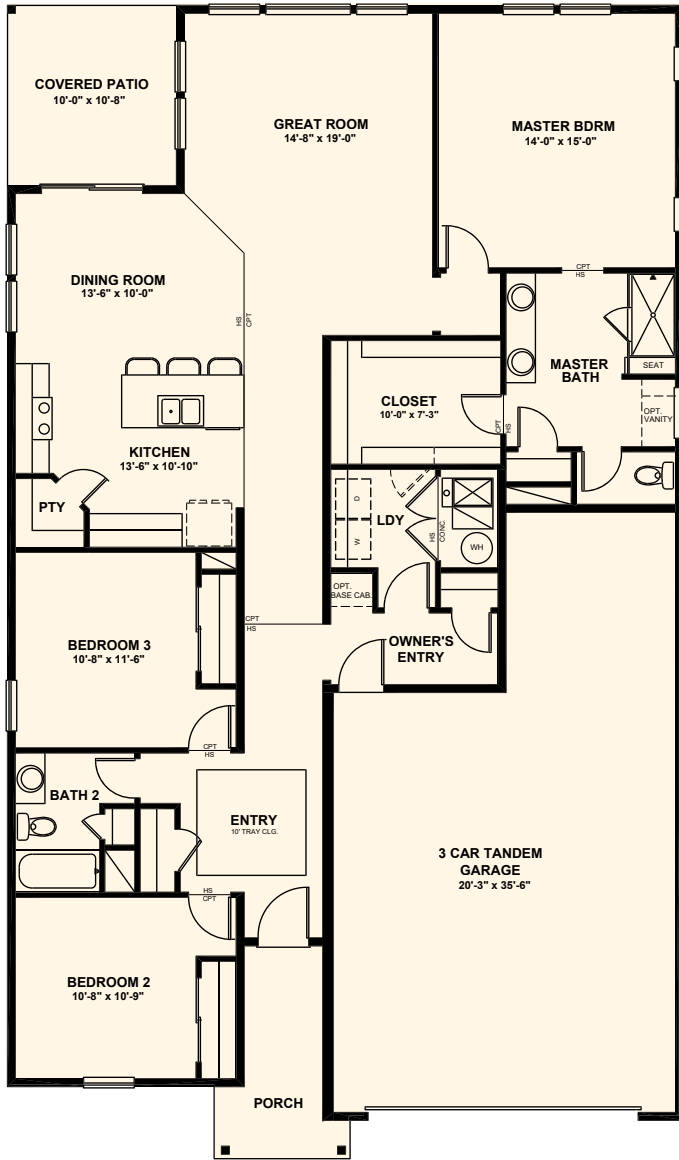 COVERED PATIO
10'-0" x 10'-8"
GREAT ROOM
14'-8" x 19'-0"
MASTER BDRM
14'-0" x 15'-0"
DINING ROOM
13'-6" x 10'-0"
CPT
HS
HS
CPT
SEAT
MASTER
BATH
OPT.
VANITY
CLOSET
10'-0" x 7'-3"
CPT
HS
KITCHEN
13'-6" x 10'-10"
PTY
D
W
LDY
HS
CONC.
WH
OPT.
BASE CAB.
CPT
HS
OWNER'S
ENTRY
BEDROOM 3
10'-8" x 11'-6"
CPT
HS
BATH 2
ENTRY
10' TRAY CLG.
3 CAR TANDEM
GARAGE
20'-3" x 35'-6"
HS
CPT
BEDROOM 2
10'-8" x 10'-9"
PORCH